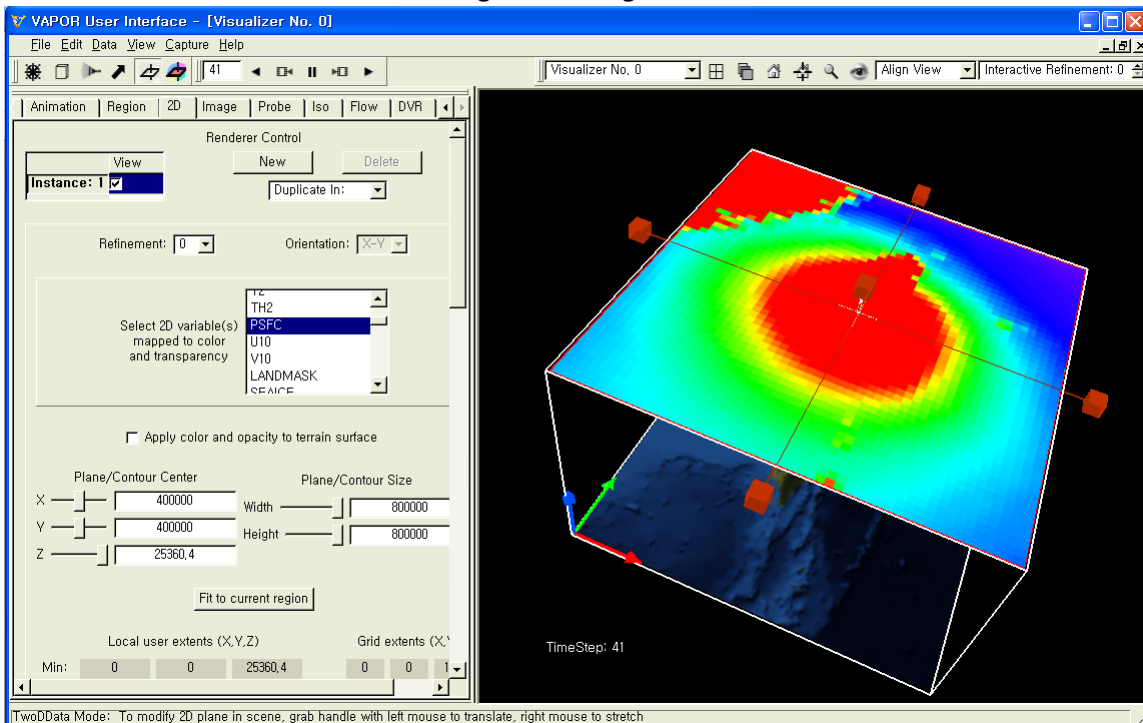 VAPOR User Interface - [Visualizer No. 0]
File Edit Data View Capture Help
41
Visualizer No. 0
Align View
Interactive Refinement: 0
Animation Region 2D Image Probe Iso Flow DVR
Renderer Control
View
New Delete
Instance: 1
Duplicate In:
Refinement: 0
Orientation: X-Y
TH2
Select 2D variable(s)
mapped to color
and transparency
PSFC
U10
V10
LANDMASK
SEAICE
Apply color and opacity to terrain surface
Plane/Contour Center
Plane/Contour Size
X 400000
Width 800000
Y 400000
Height 800000
Z 25360,4
Fit to current region
Local user extents (X,Y,Z)
Grid extents (X,Y
Min: 0 0 25360,4 0 0 1
TimeStep: 41
TwoDData Mode: To modify 2D plane in scene, grab handle with left mouse to translate, right mouse to stretch